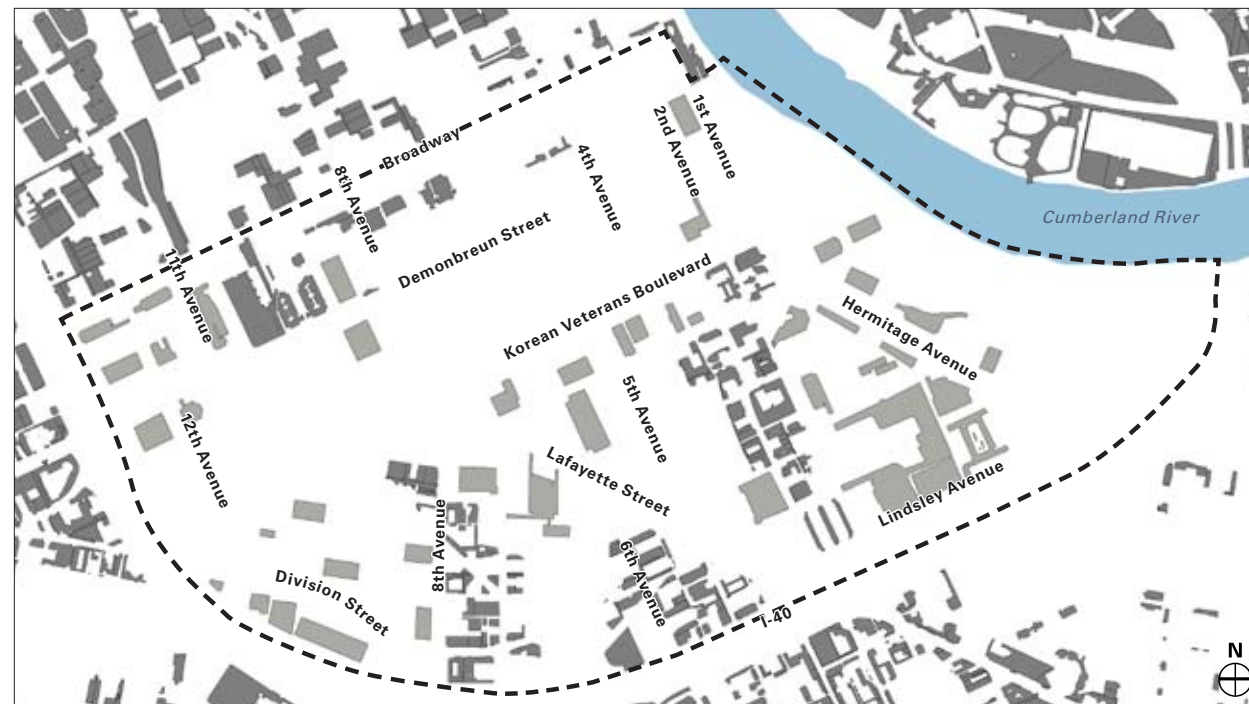 1st Avenue
2nd Avenue
Broadway
4th Avenue
8th Avenue
Demonbreun Street
Cumberland River
11th Avenue
Korean Veterans Boulevard
Hermitage Avenue
5th Avenue
12th Avenue
Lafayette Street
Lindsley Avenue
8th Avenue
6th Avenue
Division Street
I-40
N